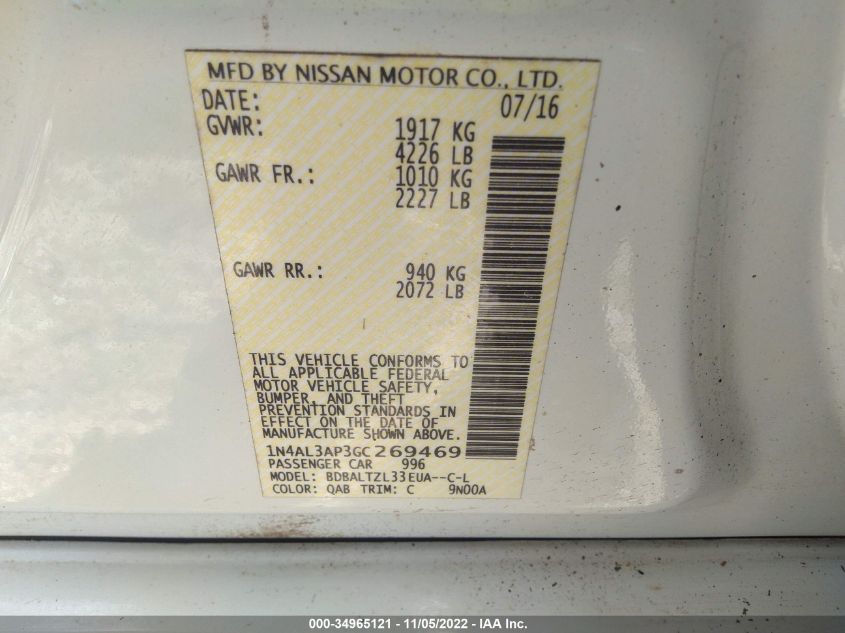 MFD BY NISSAN MOTOR CO., LTD.
DATE: 07/16
GVWR: 1917 KG
4226 LB
GAWR FR.: 1010 KG
2227 LB
GAWR RR.: 940 KG
2072 LB
THIS VEHICLE CONFORMS TO
ALL APPLICABLE FEDERAL
MOTOR VEHICLE SAFETY,
BUMPER, AND THEFT
PREVENTION STANDARDS IN
EFFECT ON THE DATE OF
MANUFACTURE SHOWN ABOVE.
1N4AL3AP3GC269469
PASSENGER CAR 996
MODEL: BDBALTZL33EUA--C-L
COLOR: QAB TRIM: C 9N00A
000-34965121 - 11/05/2022 - IAA Inc.